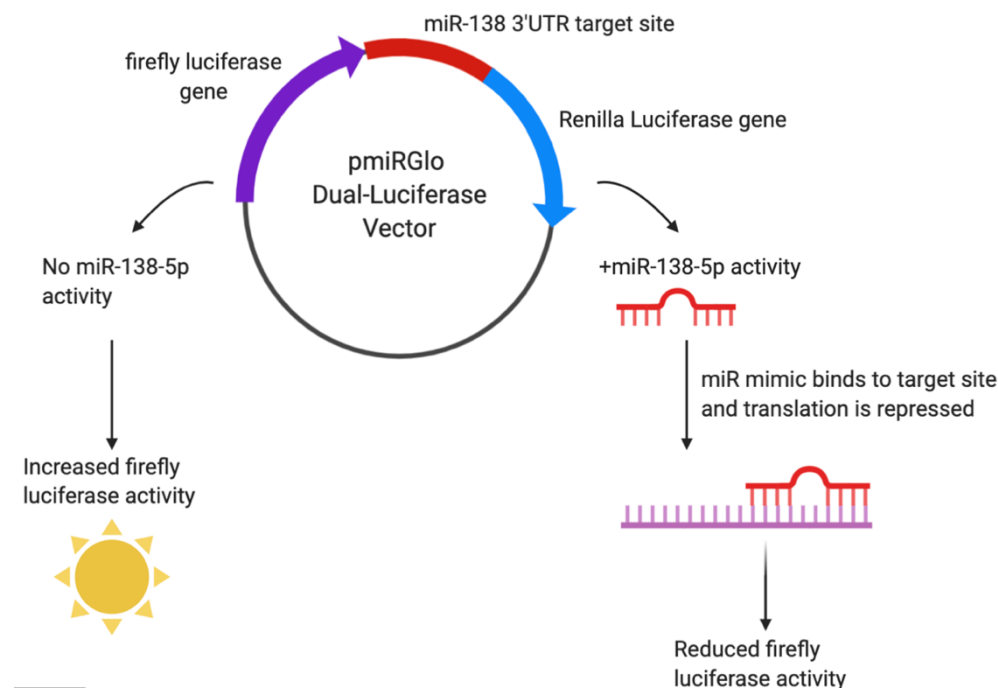 miR-138 3'UTR target site
firefly luciferase
gene
Renilla Luciferase gene
pmiRGlo
Dual-Luciferase
Vector
No miR-138-5p
activity
+miR-138-5p activity
miR mimic binds to target site
and translation is repressed
Increased firefly
luciferase activity
Reduced firefly
luciferase activity